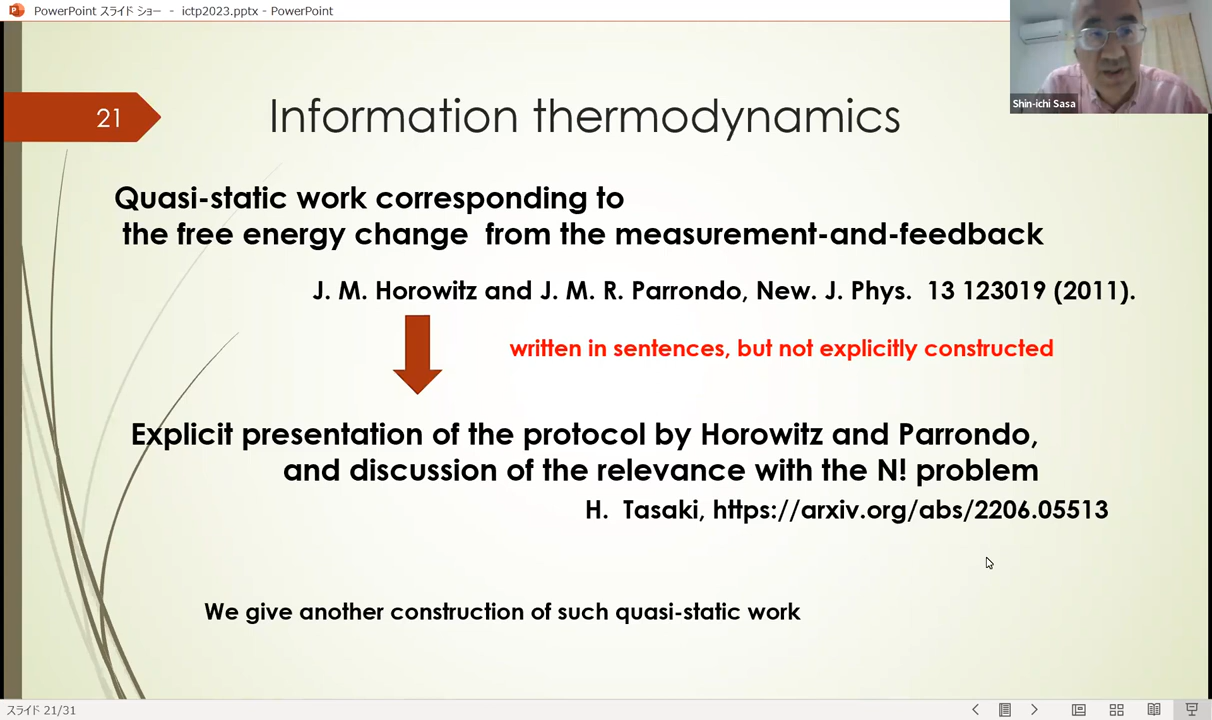 PowerPoint スライド ショー - ictp2023.pptx - PowerPoint
Shin-ichi Sasa
21
Information thermodynamics
Quasi-static work corresponding to
the free energy change from the measurement-and-feedback
J. M. Horowitz and J. M. R. Parrondo, New. J. Phys. 13 123019 (2011).
written in sentences, but not explicitly constructed
Explicit presentation of the protocol by Horowitz and Parrondo,
and discussion of the relevance with the N! problem
H. Tasaki, https://arxiv.org/abs/2206.05513
We give another construction of such quasi-static work
スライド 21/31